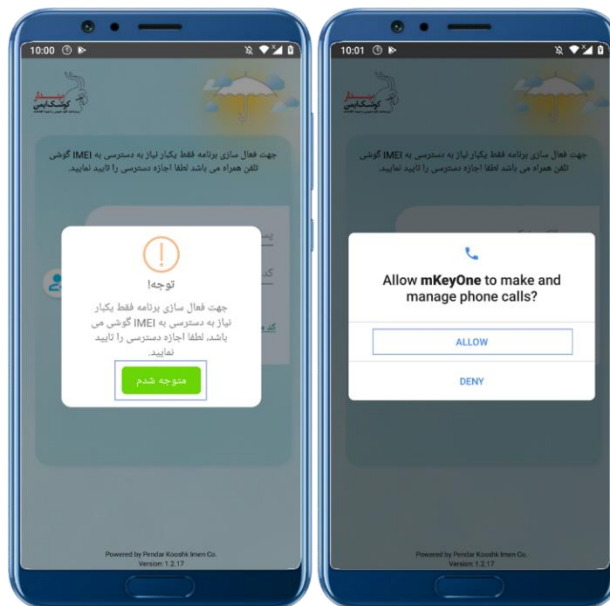 10:00
پندار
کوشک‌ایمن
جهت فعال سازی برنامه فقط یکبار نیاز به دسترسی به IMEI گوشی
تلفن همراه می باشد لطفا اجازه دسترسی را تایید نمایید.
توجه!
جهت فعال سازی برنامه فقط یکبار
نیاز به دسترسی به IMEI گوشی می
باشد، لطفا اجازه دسترسی را تایید
نمایید.
متوجه شدم
Powered by Pendar Kooshk Imen Co.
Version: 1.2.17
10:01
پندار
کوشک‌ایمن
جهت فعال سازی برنامه فقط یکبار نیاز به دسترسی به IMEI گوشی
تلفن همراه می باشد لطفا اجازه دسترسی را تایید نمایید.
Allow mKeyOne to make and
manage phone calls?
ALLOW
DENY
Powered by Pendar Kooshk Imen Co.
Version: 1.2.17